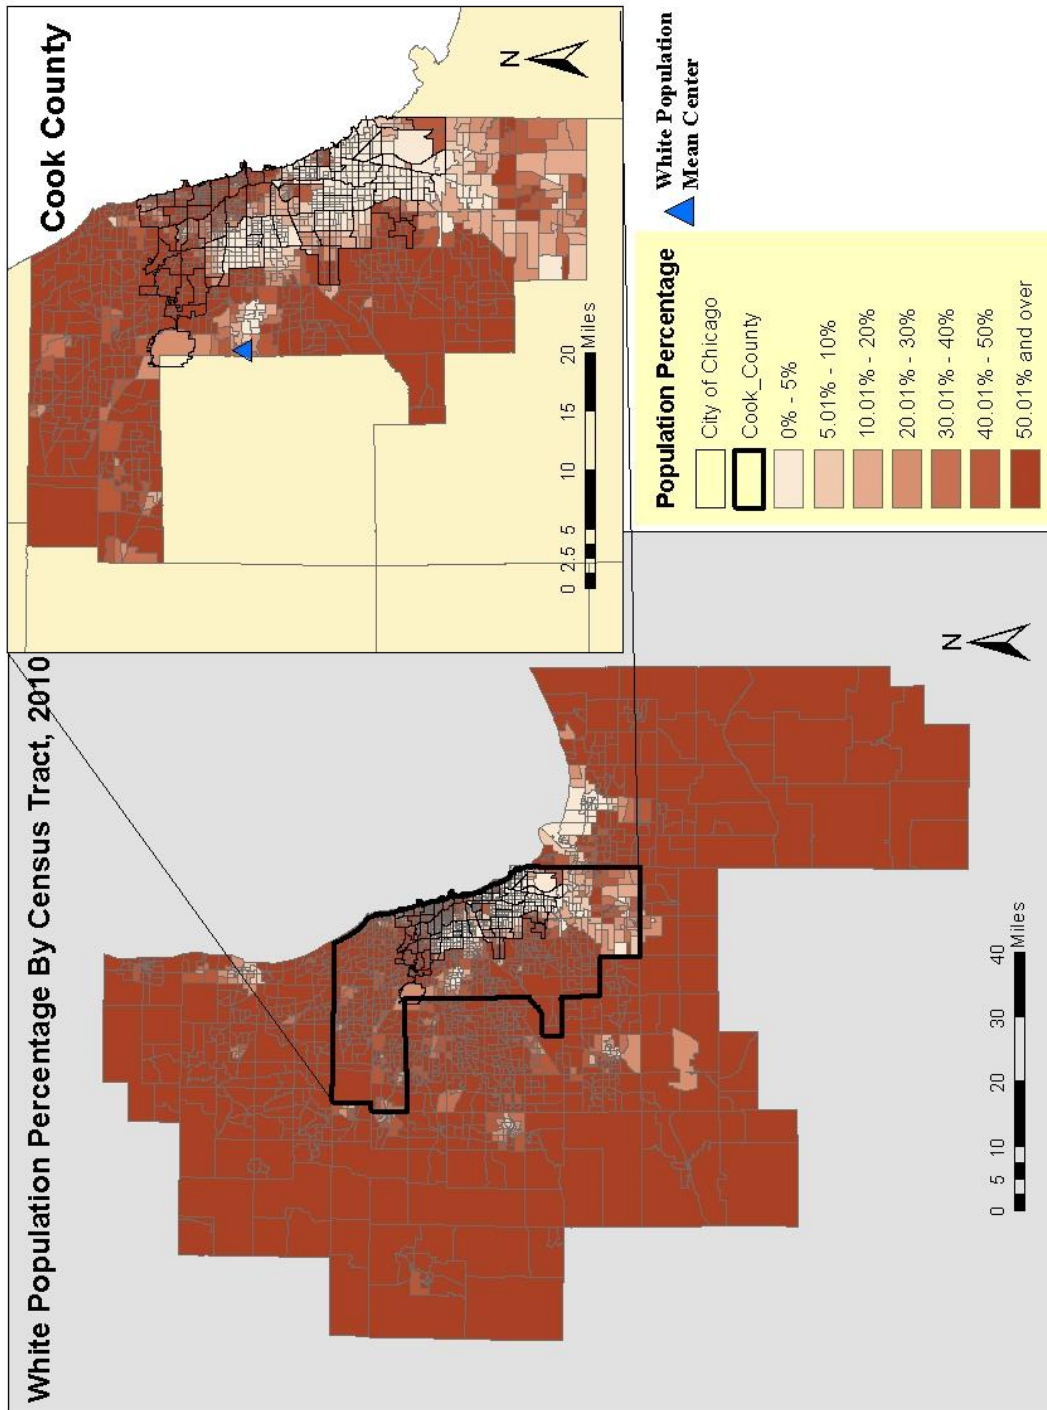 White Population Percentage By Census Tract, 2010
Cook County
N
0 2.5 5 10 15 20
Miles
N
0 5 10 20 30 40
Miles
White Population
Mean Center
Population Percentage
City of Chicago
Cook_County
0% - 5%
5.01% - 10%
10.01% - 20%
20.01% - 30%
30.01% - 40%
40.01% - 50%
50.01% and over